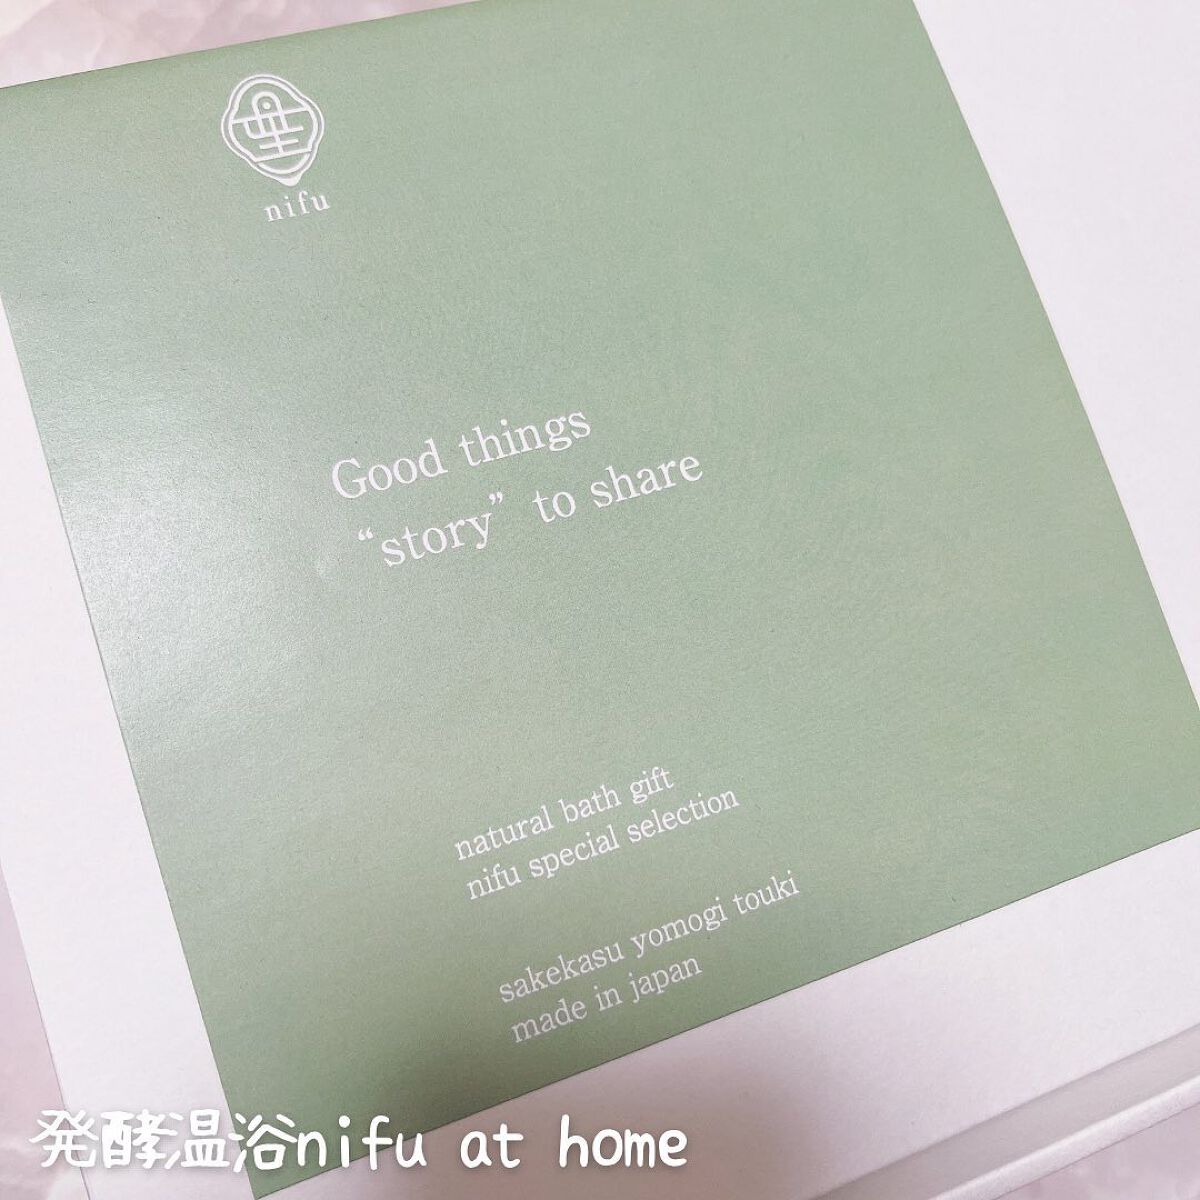 nifu
Good things
“story” to share
natural bath gift
nifu special selection
sakekasu yomogi touki
made in japan
発酵温浴nifu at home